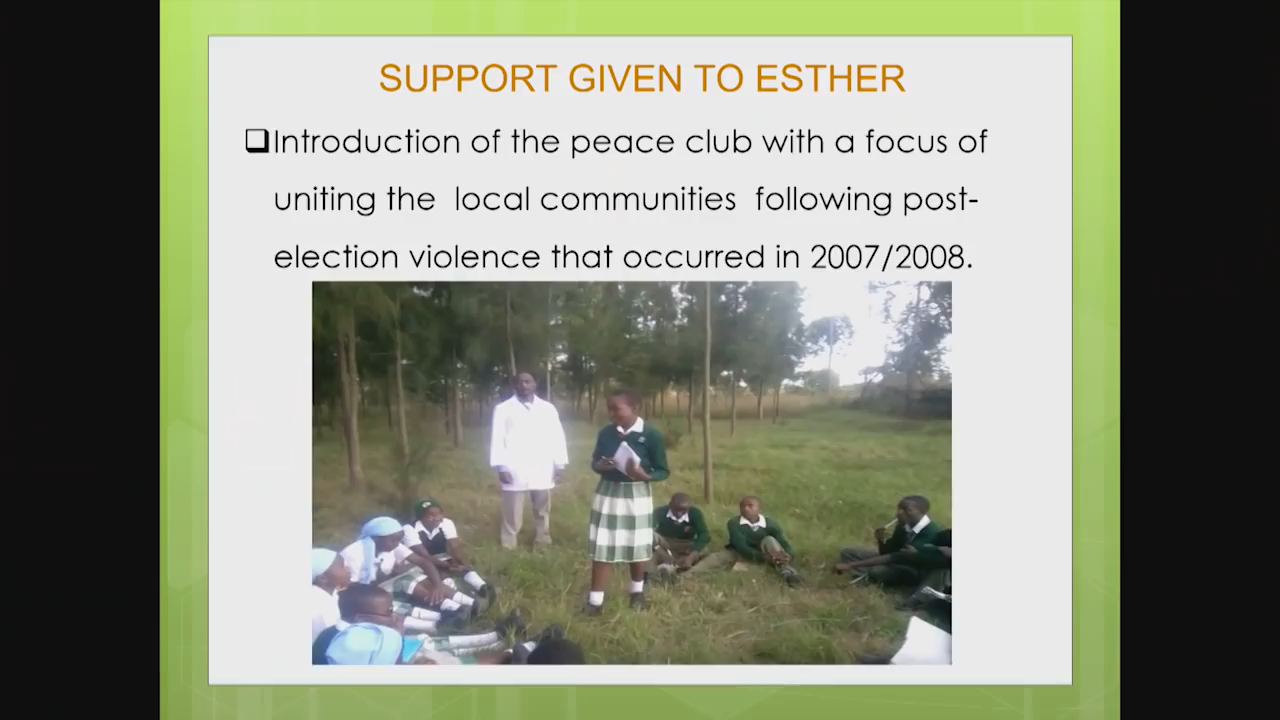 SUPPORT GIVEN TO ESTHER
❑Introduction of the peace club with a focus of
uniting the local communities following post-
election violence that occurred in 2007/2008.